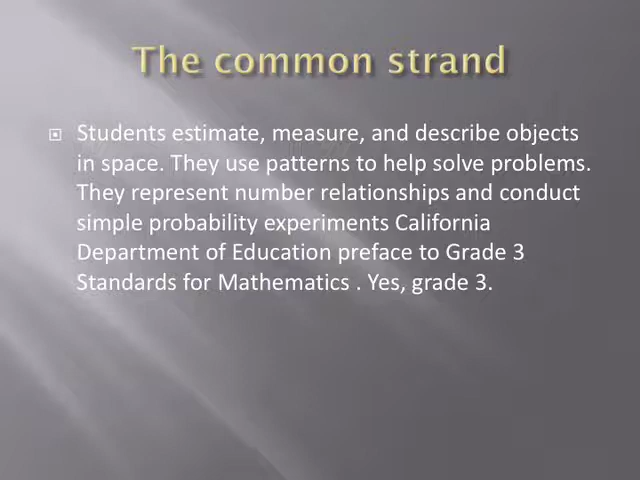 The common strand
Students estimate, measure, and describe objects
in space. They use patterns to help solve problems.
They represent number relationships and conduct
simple probability experiments California
Department of Education preface to Grade 3
Standards for Mathematics . Yes, grade 3.